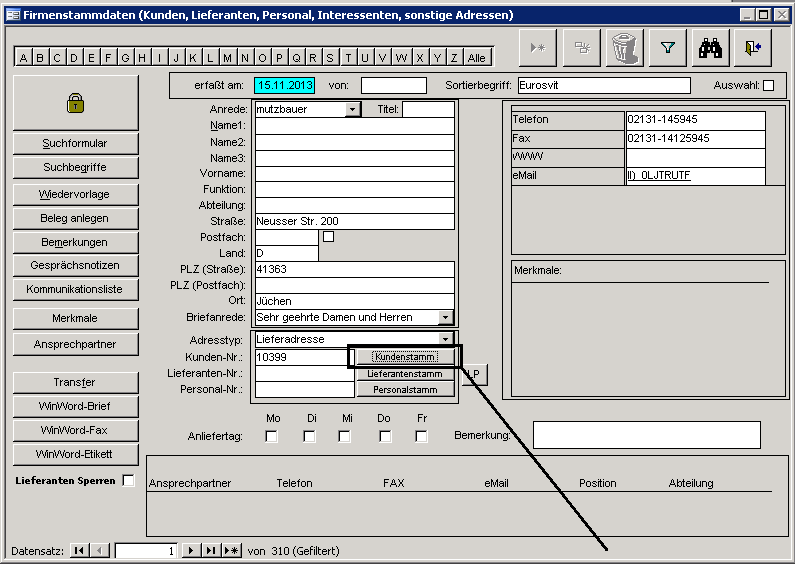 Firmenstammdaten (Kunden, Lieferanten, Personal, Interessenten, sonstige Adressen)
A B C D E F G H I J K L M N O P Q R S T U V W X Y Z Alle
erfaßt am: 15.11.2013 von: Sortierbegriff: Eurosvit Auswahl:
Suchformular
Suchbegriffe
Wiedervorlage
Beleg anlegen
Bemerkungen
Gesprächsnotizen
Kommunikationsliste
Merkmale
Ansprechpartner
Transfer
WinWord-Brief
WinWord-Fax
WinWord-Etikett
Lieferanten Sperren
Anrede: mutzbauer Titel:
Name1:
Name2:
Name3:
Vorname:
Funktion:
Abteilung:
Straße: Neusser Str. 200
Postfach:
Land: D
PLZ (Straße): 41363
PLZ (Postfach):
Ort: Jüchen
Briefanrede: Sehr geehrte Damen und Herren
Adresstyp: Lieferadresse
Kunden-Nr.: 10399 Kundenstamm
Lieferanten-Nr.: Lieferantenstamm
Personal-Nr.: Personalstamm
Telefon 02131-145945
Fax 02131-14125945
WWW
eMail
Merkmale:
Mo Di Mi Do Fr
Anliefertag: Bemerkung:
Ansprechpartner Telefon FAX eMail Position Abteilung
Datensatz: 1 von 310 (Gefiltert)